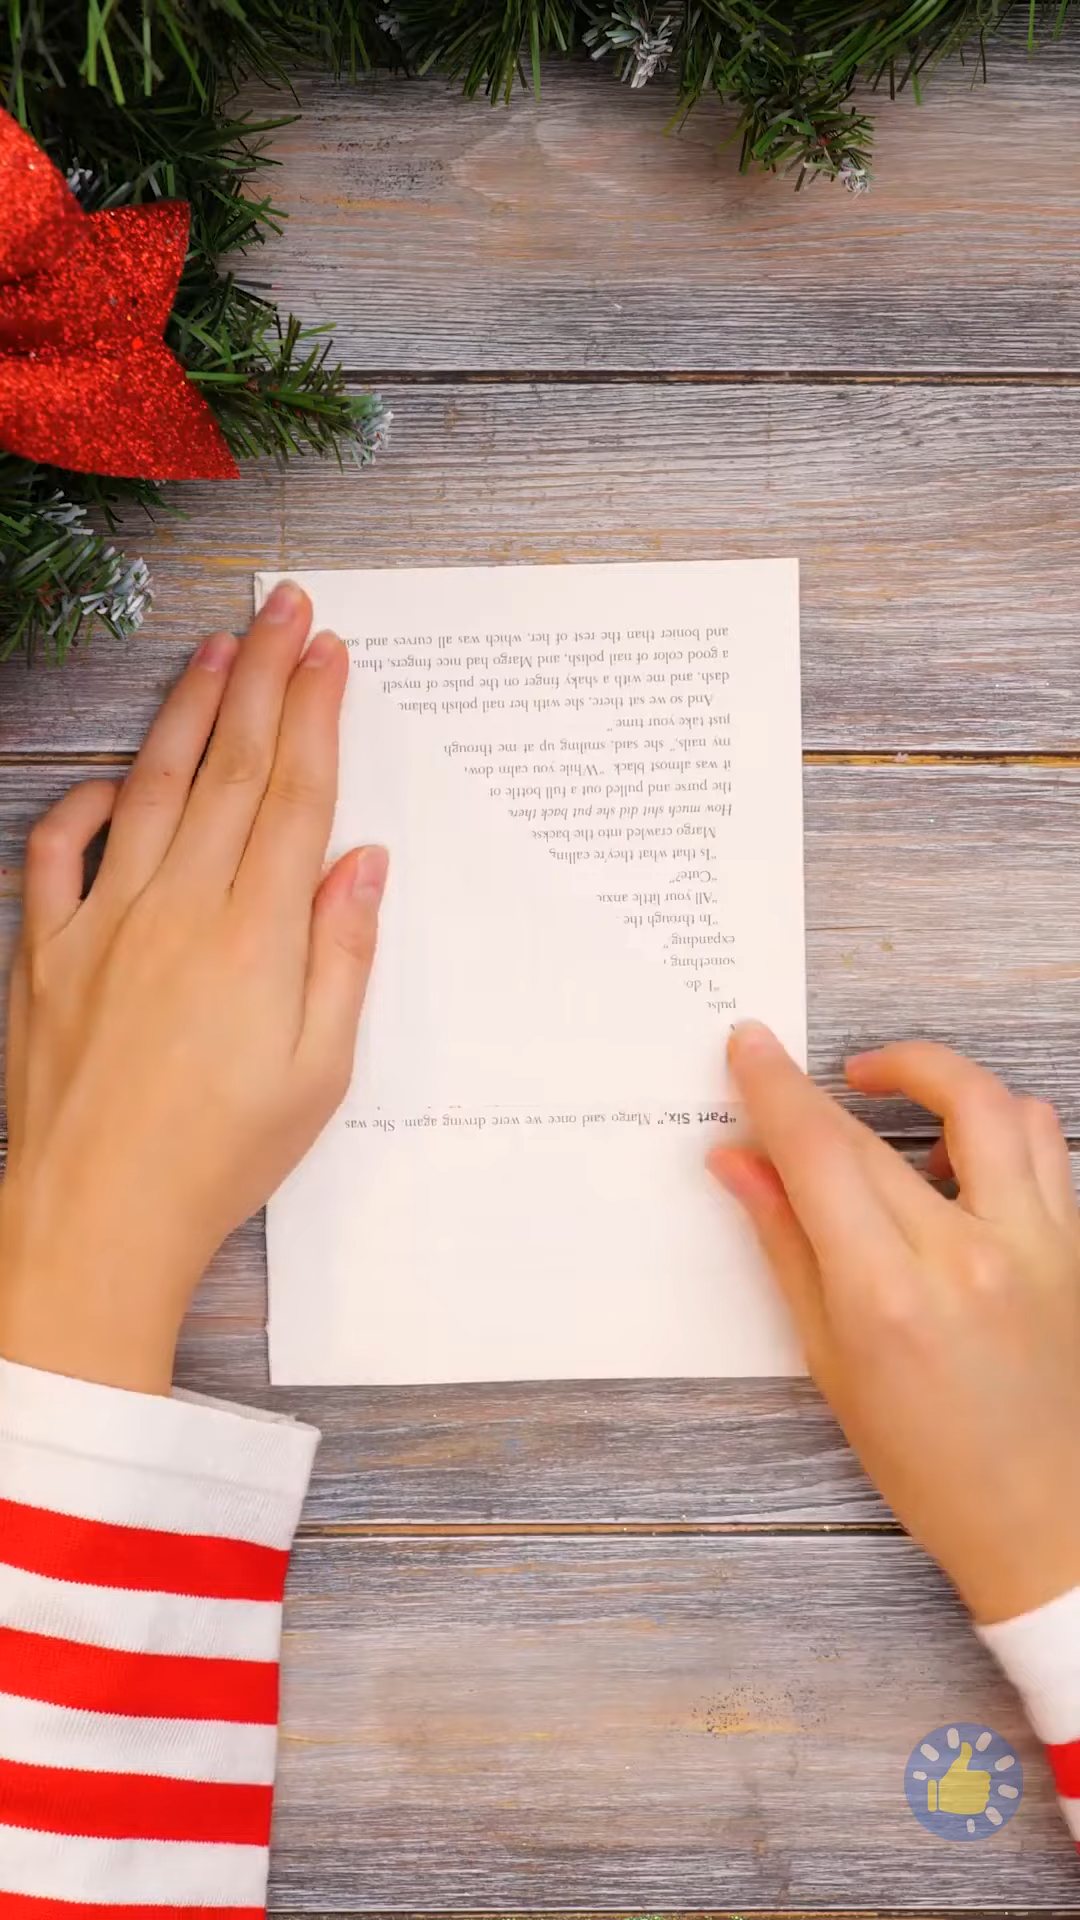 “Part Six,” Margo said once we were driving again. She was
puls
“I do
something
expanding.”
“In through the
“All your little anxie
“Cute?”
“Is that what they’re calling
Margo crawled into the backse
How much shit did she put back there
the purse and pulled out a full bottle of
it was almost black. “While you calm dow
my nails,” she said, smiling up at me through
just take your time.”
And so we sat there, she with her nail polish balanc
dash, and me with a shaky finger on the pulse of myself.
a good color of nail polish, and Margo had nice fingers, thin
and bonier than the rest of her, which was all curves and